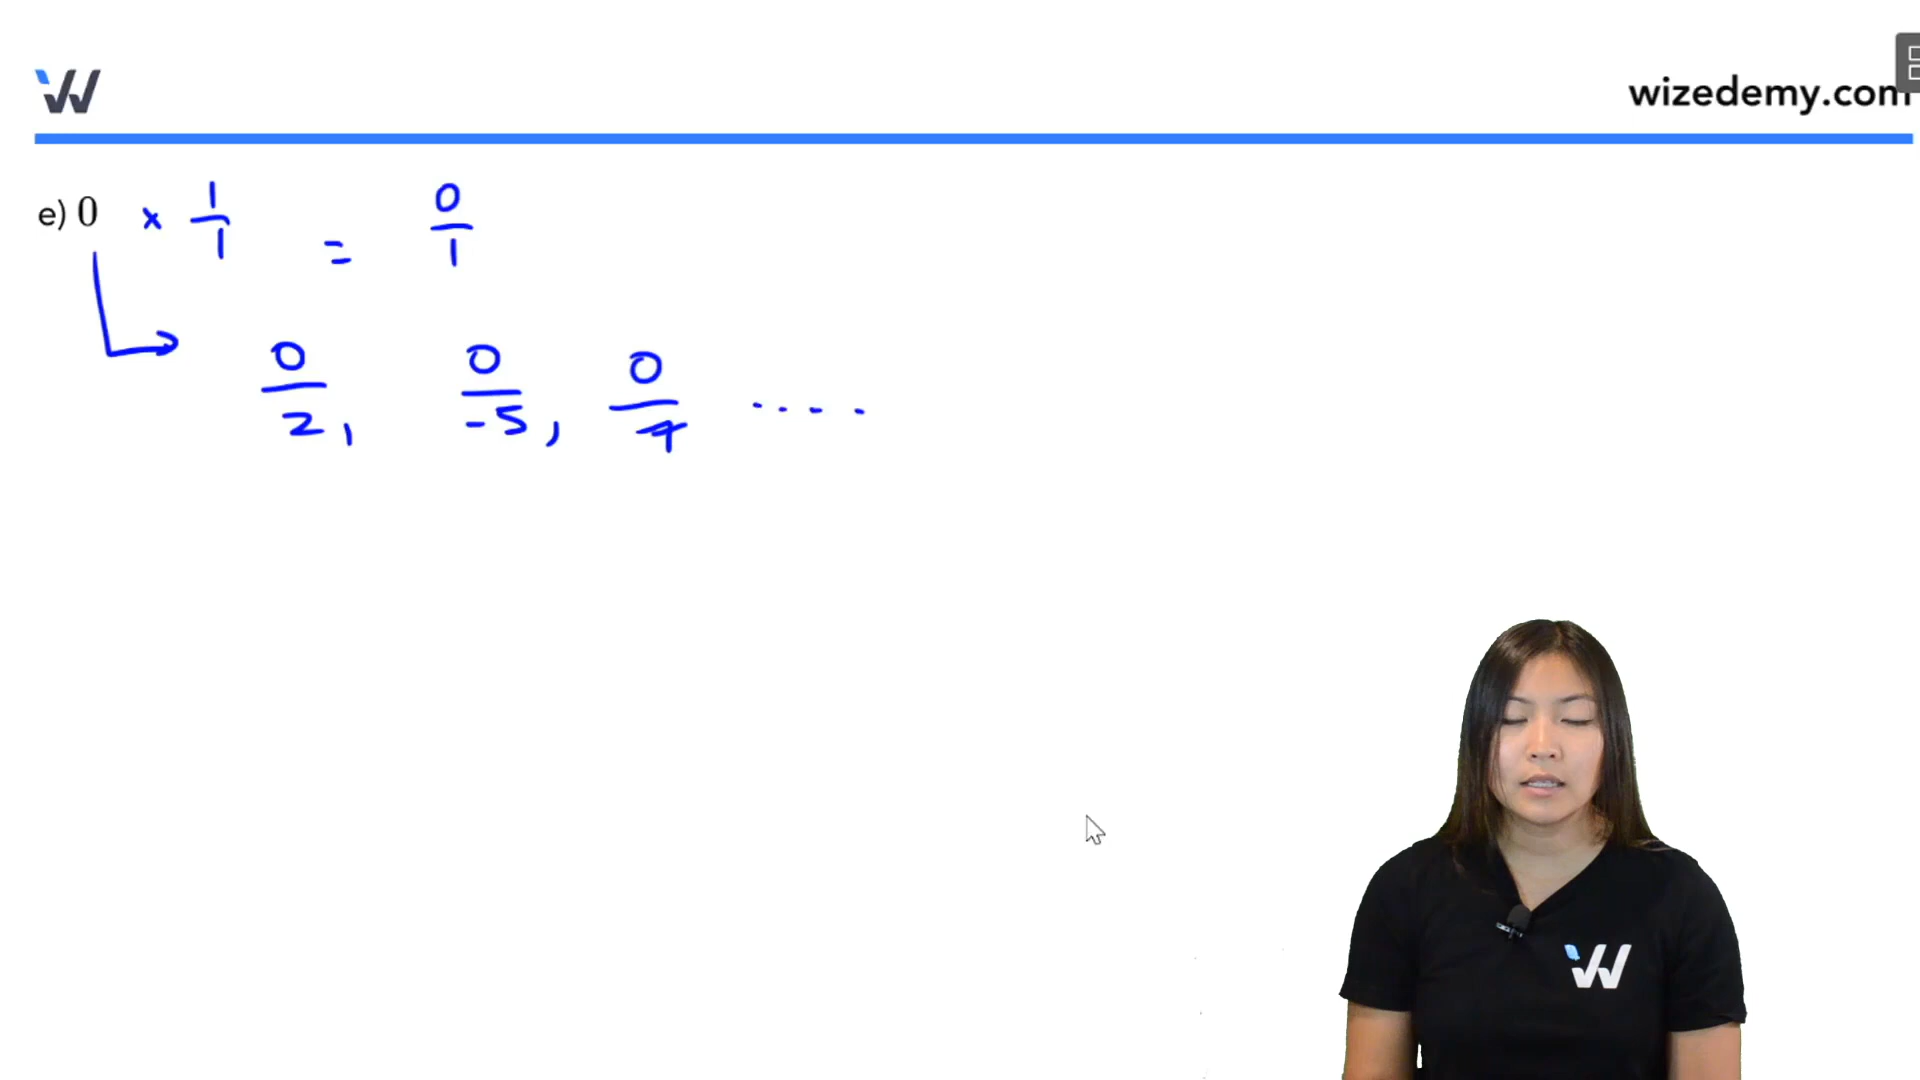 wizedemy.com
e) 0 × 1/1 = 0/1
0/2, 0/-5, 0/7 ....